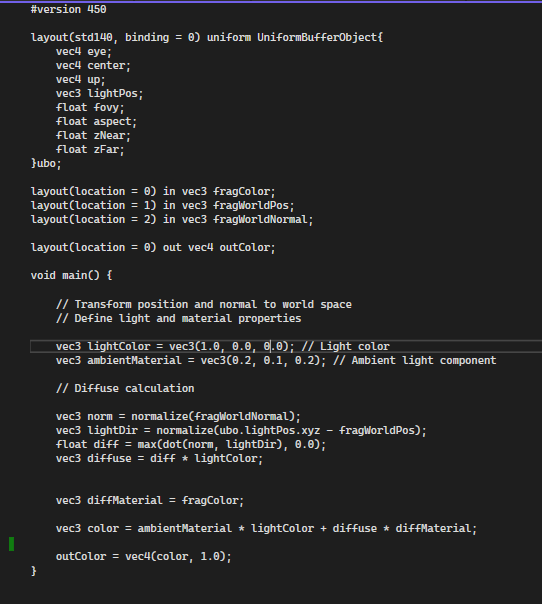 #version 450
layout(std140, binding = 0) uniform UniformBufferObject{
    vec4 eye;
    vec4 center;
    vec4 up;
    vec3 lightPos;
    float fovy;
    float aspect;
    float zNear;
    float zFar;
}ubo;
layout(location = 0) in vec3 fragColor;
layout(location = 1) in vec3 fragWorldPos;
layout(location = 2) in vec3 fragWorldNormal;
layout(location = 0) out vec4 outColor;
void main() {
    // Transform position and normal to world space
    // Define light and material properties
    vec3 lightColor = vec3(1.0, 0.0, 0.0); // Light color
    vec3 ambientMaterial = vec3(0.2, 0.1, 0.2); // Ambient light component
    // Diffuse calculation
    vec3 norm = normalize(fragWorldNormal);
    vec3 lightDir = normalize(ubo.lightPos.xyz - fragWorldPos);
    float diff = max(dot(norm, lightDir), 0.0);
    vec3 diffuse = diff * lightColor;
    vec3 diffMaterial = fragColor;
    vec3 color = ambientMaterial * lightColor + diffuse * diffMaterial;
    outColor = vec4(color, 1.0);
}